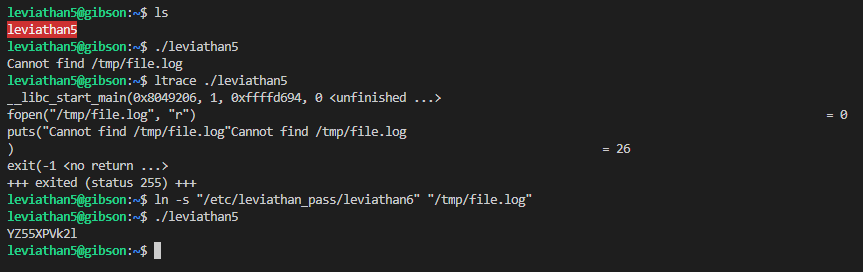 leviathan5@gibson:~$ ls
leviathan5
leviathan5@gibson:~$ ./leviathan5
Cannot find /tmp/file.log
leviathan5@gibson:~$ ltrace ./leviathan5
__libc_start_main(0x8049206, 1, 0xffffd694, 0 <unfinished ...>
fopen("/tmp/file.log", "r") = 0
puts("Cannot find /tmp/file.log"Cannot find /tmp/file.log
) = 26
exit(-1 <no return ...>
+++ exited (status 255) +++
leviathan5@gibson:~$ ln -s "/etc/leviathan_pass/leviathan6" "/tmp/file.log"
leviathan5@gibson:~$ ./leviathan5
YZ55XPVk2l
leviathan5@gibson:~$